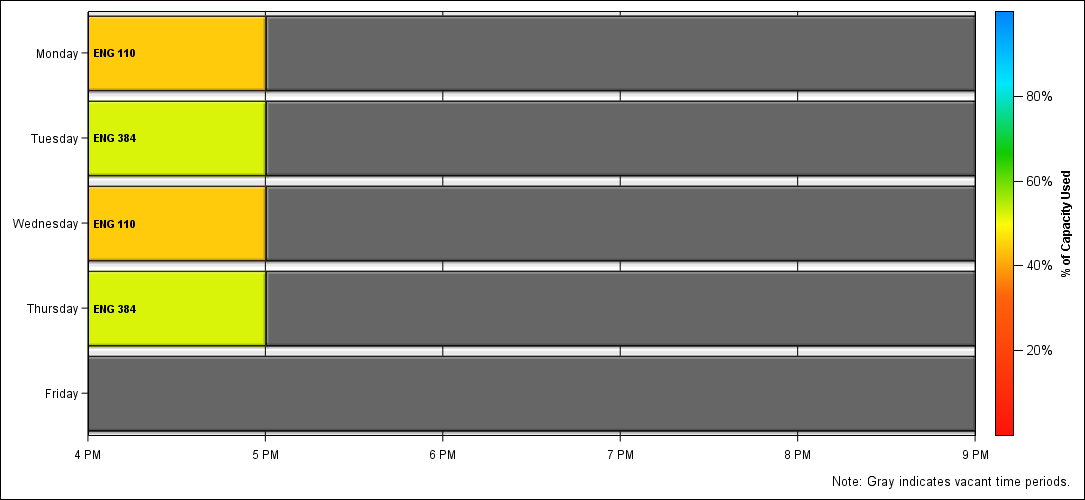 Monday
ENG 110
Tuesday
ENG 384
Wednesday
ENG 110
Thursday
ENG 384
Friday
4 PM 5 PM 6 PM 7 PM 8 PM 9 PM
80%
60%
40%
20%
% of Capacity Used
Note: Gray indicates vacant time periods.